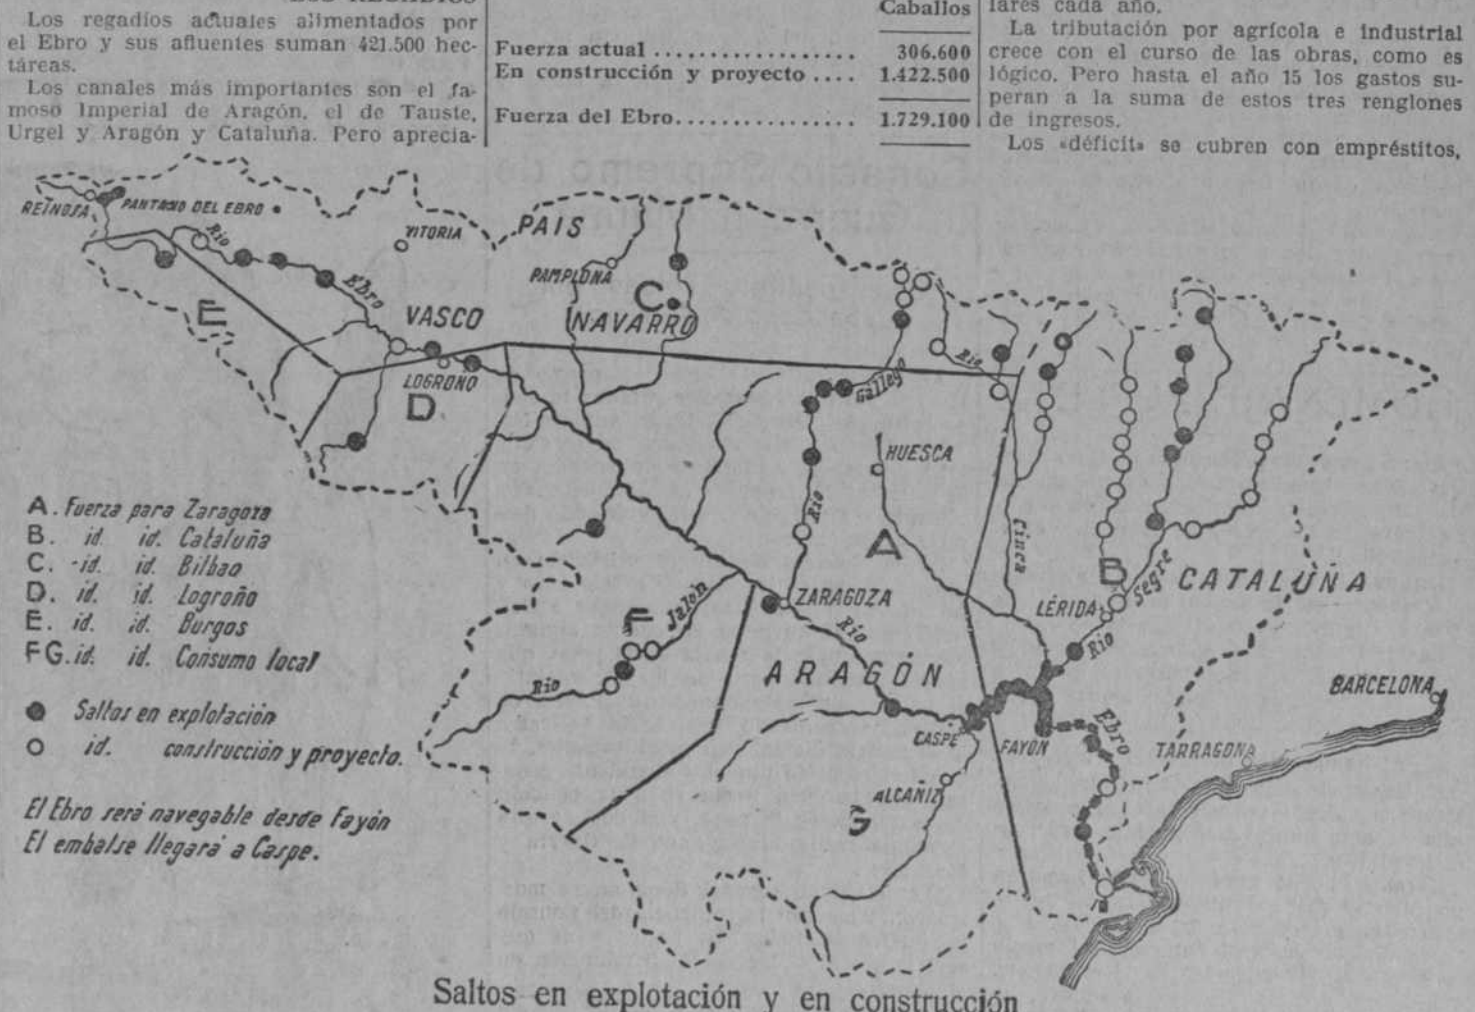 Los regadíos actuales alimentados por
el Ebro y sus afluentes suman 421.500 hec-
táreas.
Los canales más importantes son el fa-
moso Imperial de Aragón, el de Tauste,
Urgel y Aragón y Cataluña. Pero aprecia-
Caballos
Fuerza actual .................. 306.600
En construcción y proyecto .... 1.422.500
Fuerza del Ebro................ 1.729.100
lares cada año.
La tributación por agrícola e industrial
crece con el curso de las obras, como es
lógico. Pero hasta el año 15 los gastos su-
peran a la suma de estos tres renglones
de ingresos.
Los «déficit» se cubren con empréstitos,
REINOSA
PANTANO DEL EBRO
Rio
Ebro
VITORIA
PAIS
VASCO
PAMPLONA
NAVARRO
C.
E
LOGROÑO
D
Gallego
Rio
HUESCA
Rio
Cinca
A
B
LÉRIDA
Segre
Rio
CATALUÑA
ZARAGOZA
Rio
F
Jalon
Rio
ARAGÓN
CASPE
FAYÓN
Ebro
TARRAGONA
BARCELONA
ALCAÑIZ
G
A. Fuerza para Zaragoza
B. id. id. Cataluña
C. id. id. Bilbao
D. id. id. Logroño
E. id. id. Burgos
FG. id. id. Consumo local
Saltos en explotación
id. construcción y proyecto.
El Ebro será navegable desde Fayón
El embalse llegará a Caspe.
Saltos en explotación y en construcción